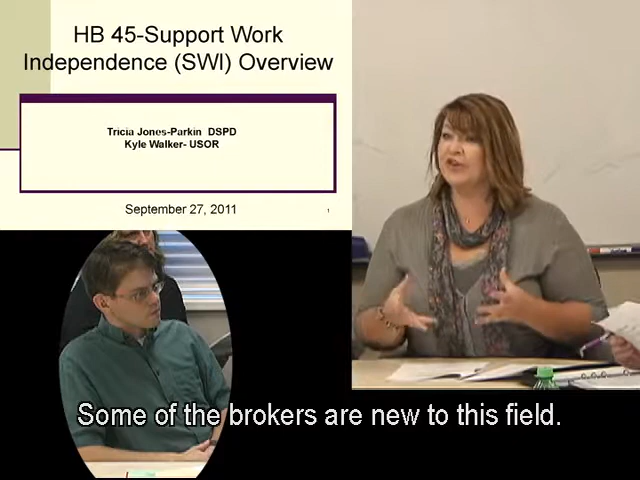 HB 45-Support Work
Independence (SWI) Overview
Tricia Jones-Parkin  DSPD
Kyle Walker- USOR
September 27, 2011
1
Some of the brokers are new to this field.